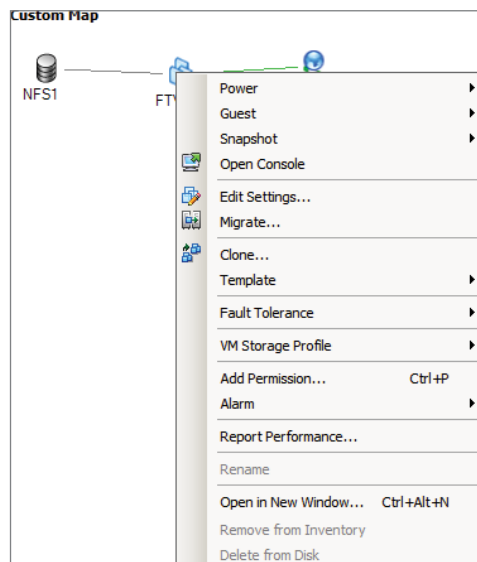 Custom Map
NFS1
FT
Power
Guest
Snapshot
Open Console
Edit Settings...
Migrate...
Clone...
Template
Fault Tolerance
VM Storage Profile
Add Permission... Ctrl+P
Alarm
Report Performance...
Rename
Open in New Window... Ctrl+Alt+N
Remove from Inventory
Delete from Disk